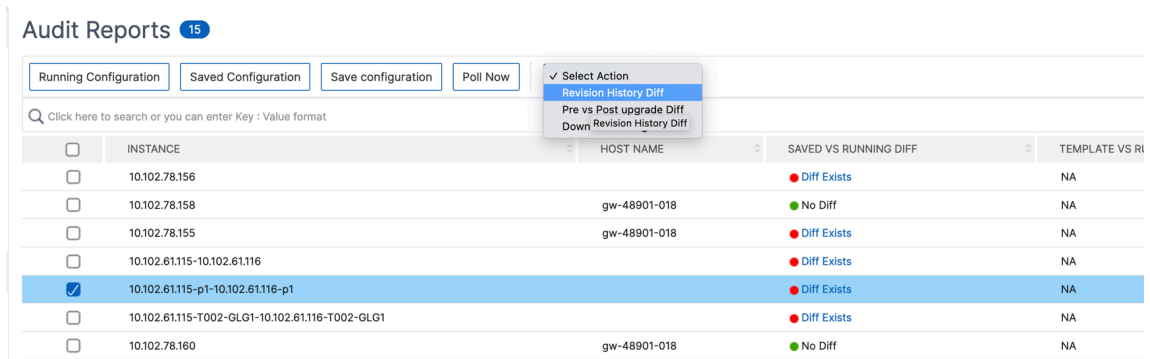 Audit Reports 15
Running Configuration Saved Configuration Save configuration Poll Now ✓ Select Action
Revision History Diff
Pre vs Post upgrade Diff
Down
Revision History Diff
Click here to search or you can enter Key : Value format
INSTANCE HOST NAME SAVED VS RUNNING DIFF TEMPLATE VS
10.102.78.156 Diff Exists NA
10.102.78.158 gw-48901-018 No Diff NA
10.102.78.155 gw-48901-018 Diff Exists NA
10.102.61.115-10.102.61.116 Diff Exists NA
10.102.61.115-p1-10.102.61.116-p1 Diff Exists NA
10.102.61.115-T002-GLG1-10.102.61.116-T002-GLG1 Diff Exists NA
10.102.78.160 gw-48901-018 No Diff NA